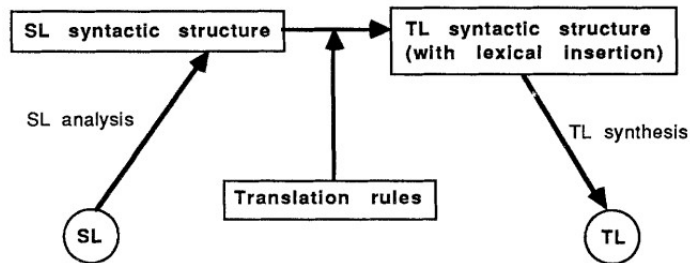 SL syntactic structure
TL syntactic structure
(with lexical insertion)
SL analysis
TL synthesis
Translation rules
SL
TL